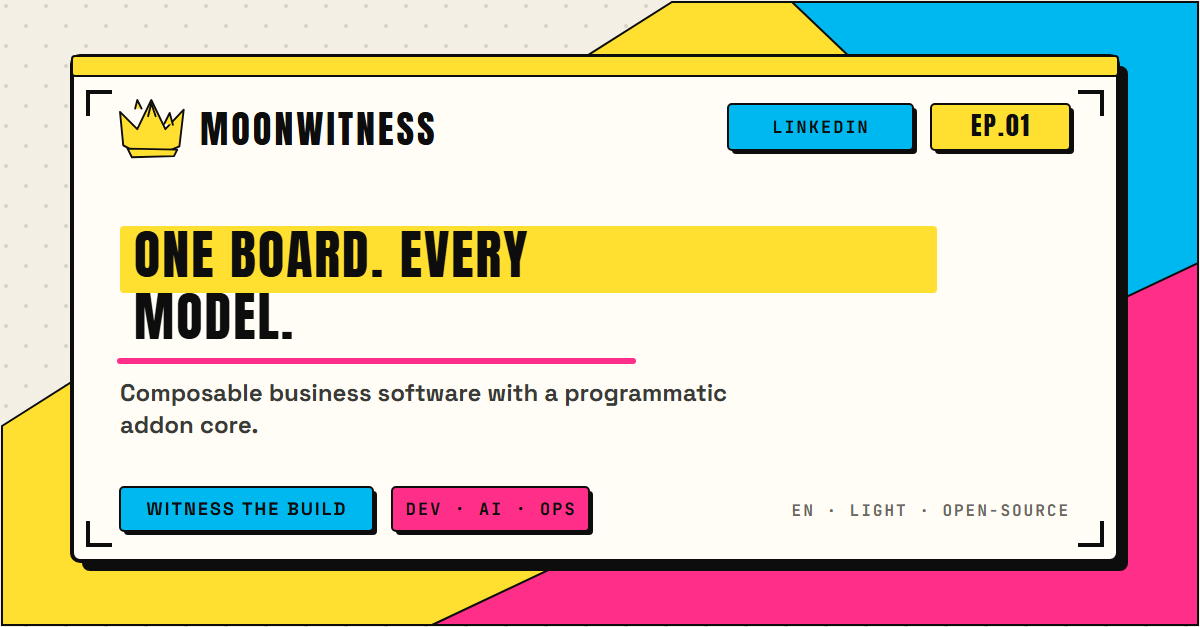 MOONWITNESS
LINKEDIN
EP.01
ONE BOARD. EVERY
MODEL.
Composable business software with a programmatic
addon core.
WITNESS THE BUILD
DEV · AI · OPS
EN · LIGHT · OPEN-SOURCE